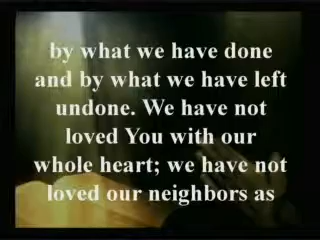 by what we have done
and by what we have left
undone. We have not
loved You with our
whole heart; we have not
loved our neighbors as